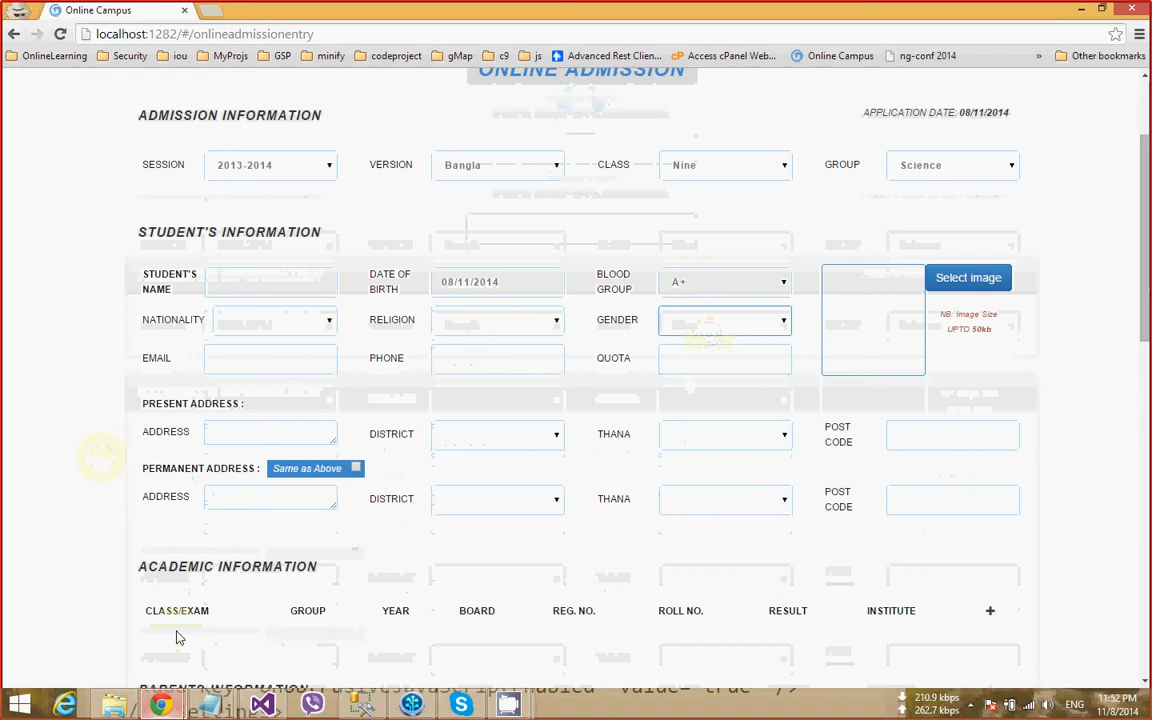 Online Campus
localhost:1282/#/onlineadmissionentry
OnlineLearning Security iou MyProjs GSP minify codeproject gMap c9 js Advanced Rest Clien... cP Access cPanel Web... Online Campus ng-conf 2014 » Other bookmarks
ONLINE ADMISSION
ADMISSION INFORMATION
APPLICATION DATE: 08/11/2014
SESSION 2013-2014 VERSION Bangla CLASS Nine GROUP Science
STUDENT'S INFORMATION
STUDENT'S NAME DATE OF BIRTH 08/11/2014 BLOOD GROUP A+ Select image
NATIONALITY RELIGION GENDER
NB: Image Size
UPTO 50kb
EMAIL PHONE QUOTA
PRESENT ADDRESS :
ADDRESS DISTRICT THANA POST CODE
PERMANENT ADDRESS : Same as Above
ADDRESS DISTRICT THANA POST CODE
ACADEMIC INFORMATION
CLASS/EXAM GROUP YEAR BOARD REG. NO. ROLL NO. RESULT INSTITUTE +
value="true" />
210.9 kbps
262.7 kbps
ENG
11:52 PM
11/8/2014